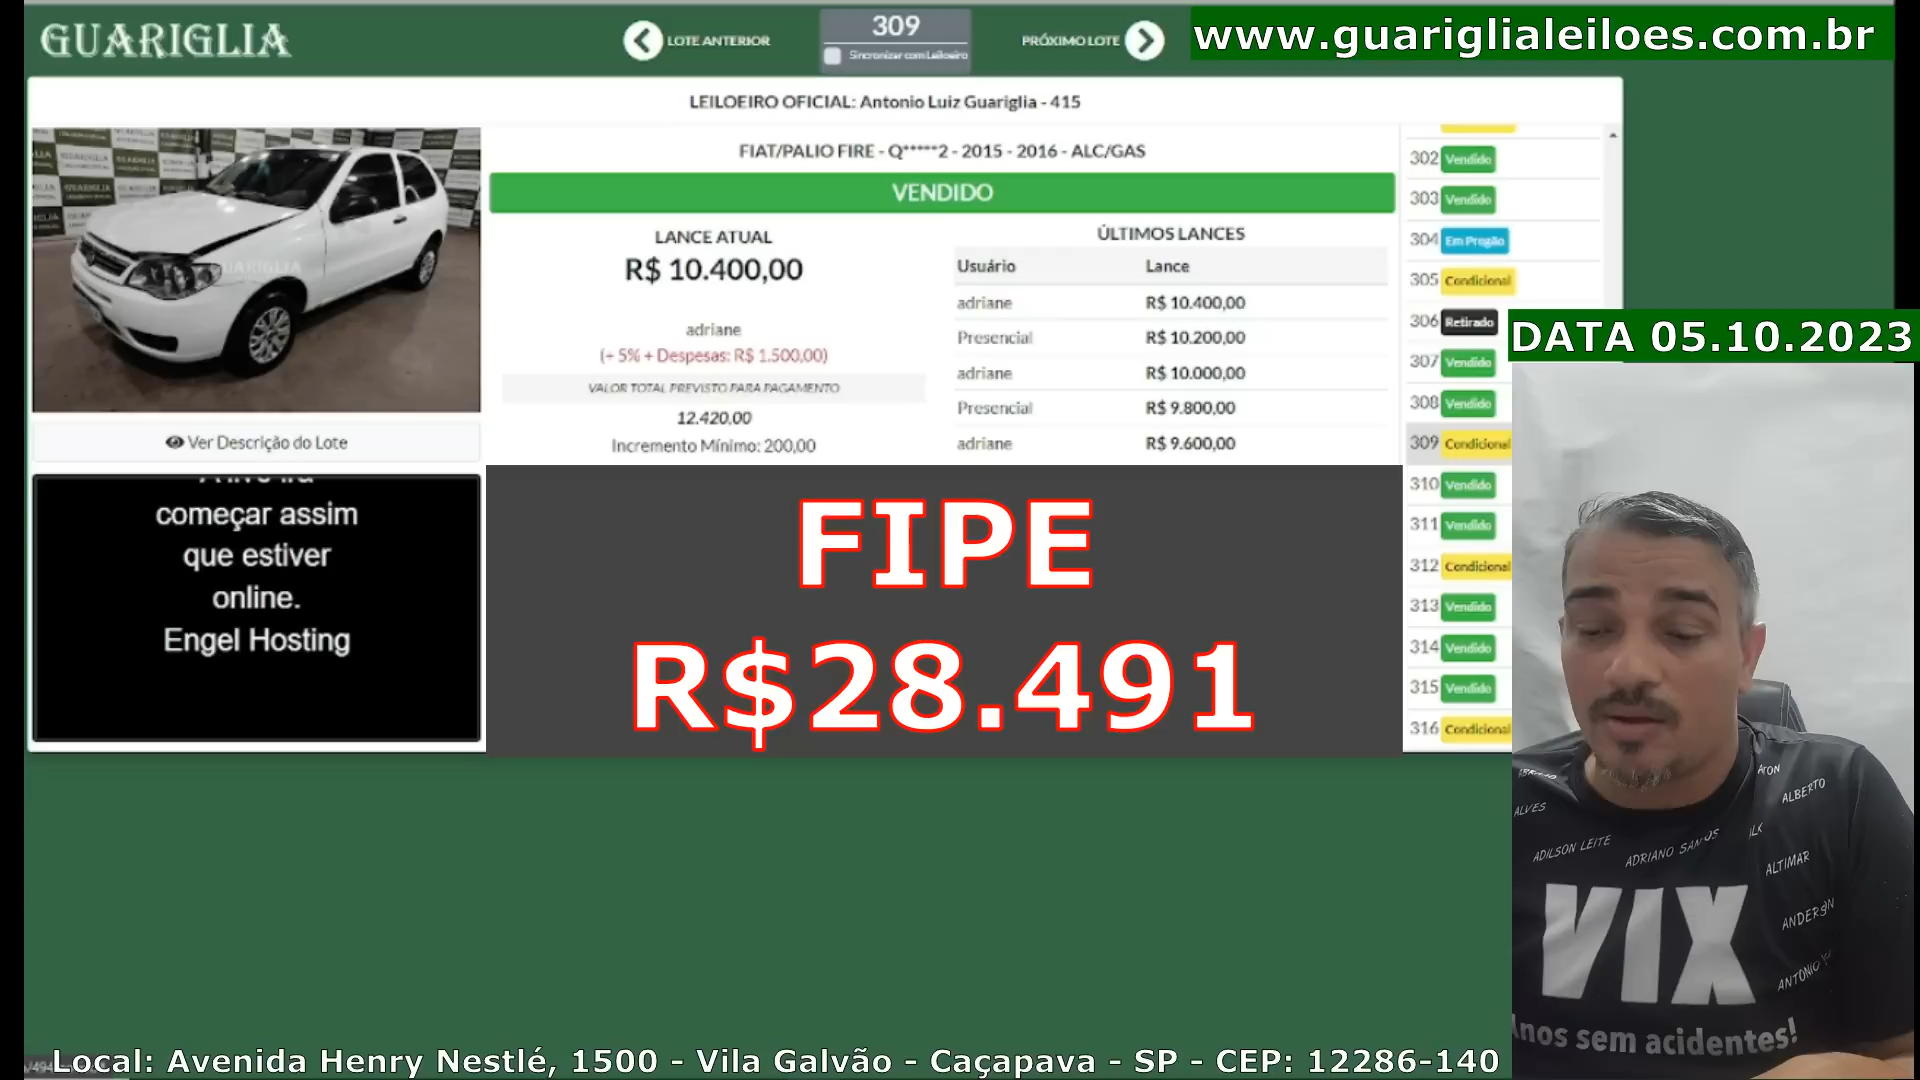 GUARIGLIA
LOTE ANTERIOR
309
Sincronizar com Leiloeiro
PRÓXIMO LOTE
www.guariglialeiloes.com.br
LEILOEIRO OFICIAL: Antonio Luiz Guariglia - 415
FIAT/PALIO FIRE - Q*****2 - 2015 - 2016 - ALC/GAS
VENDIDO
LANCE ATUAL
R$ 10.400,00
adriane
(+ 5% + Despesas: R$ 1.500,00)
VALOR TOTAL PREVISTO PARA PAGAMENTO
12.420,00
Incremento Mínimo: 200,00
ÚLTIMOS LANCES
Usuário Lance
adriane R$ 10.400,00
Presencial R$ 10.200,00
adriane R$ 10.000,00
Presencial R$ 9.800,00
adriane R$ 9.600,00
302 Vendido
303 Vendido
304 Em Pregão
305 Condicional
306 Retirado
307 Vendido
308 Vendido
309 Condicional
310 Vendido
311 Vendido
312 Condicional
313 Vendido
314 Vendido
315 Vendido
316 Condicional
DATA 05.10.2023
Ver Descrição do Lote
começar assim
que estiver
online.
Engel Hosting
FIPE
R$28.491
ALVES
ALBERTO
ADILSON LEITE
ADRIANO SANTOS
ALTIMAR
ANDERSON
ANTONIO
VIX
Anos sem acidentes!
Local: Avenida Henry Nestlé, 1500 - Vila Galvão - Caçapava - SP - CEP: 12286-140